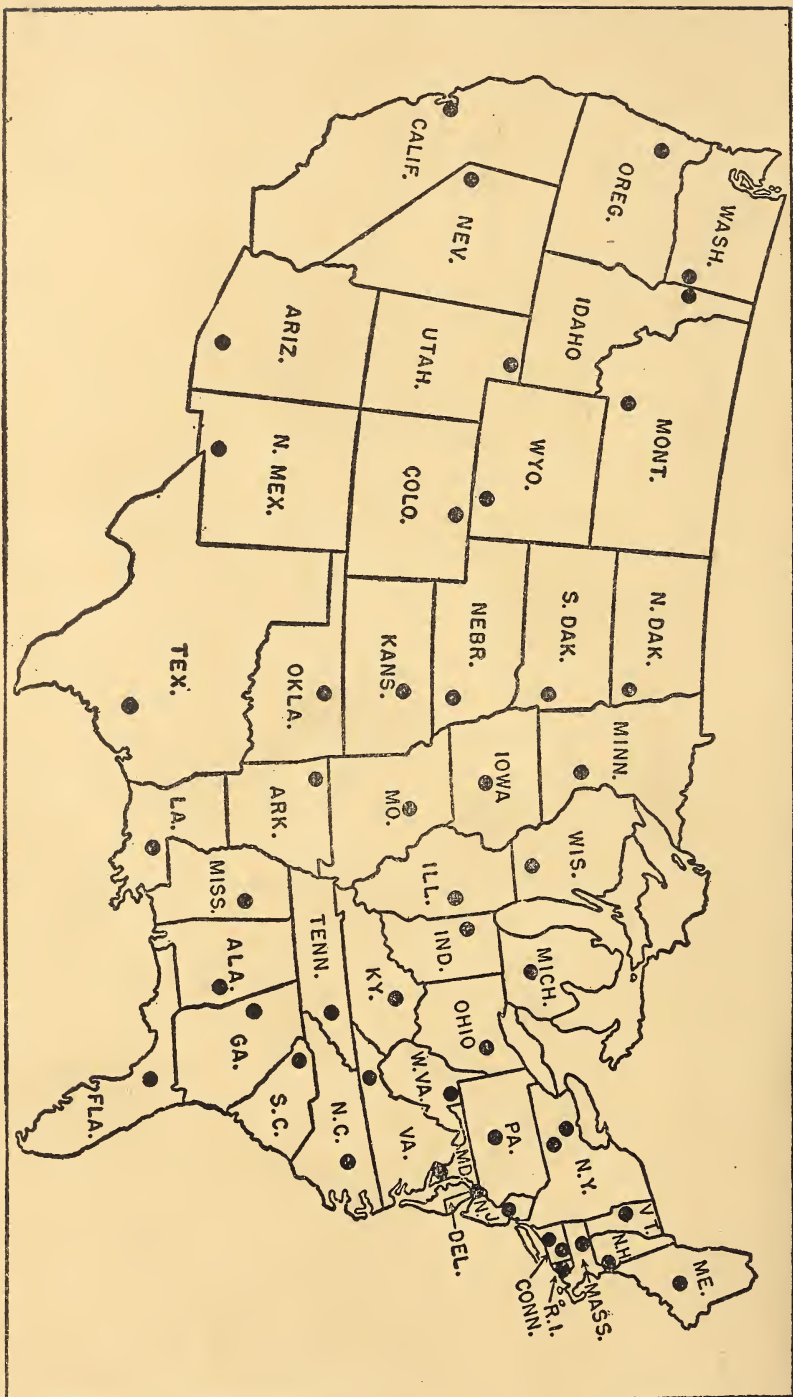 WASH.
OREG.
CALIF.
NEV.
IDAHO
MONT.
WYO.
UTAH.
COLO.
ARIZ.
N. MEX.
N. DAK.
S. DAK.
NEBR.
KANS.
OKLA.
TEX.
MINN.
IOWA
MO.
ARK.
LA.
WIS.
ILL.
MICH.
IND.
OHIO
KY.
TENN.
MISS.
ALA.
GA.
FLA.
S.C.
N.C.
VA.
W.VA.
MD.
DEL.
PA.
N.J.
N.Y.
CONN.
R.I.
MASS.
VT.
N.H.
ME.